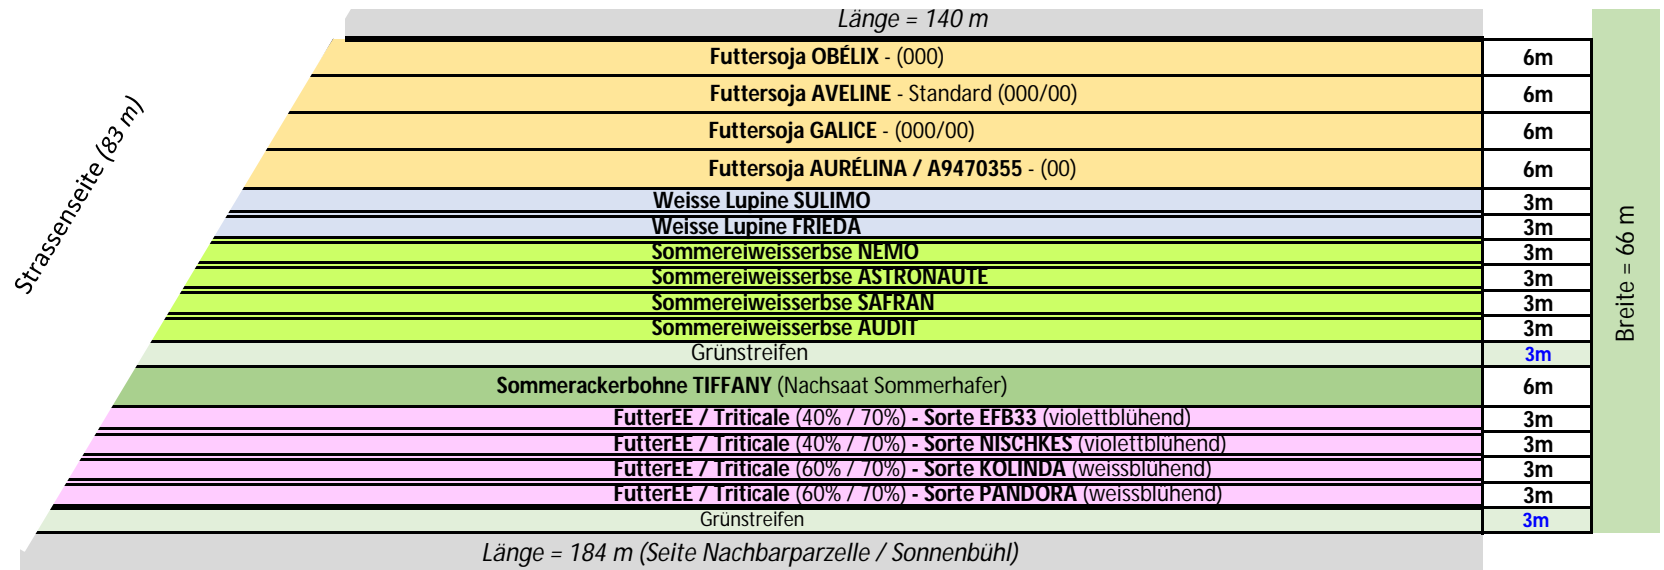 Länge = 140 m
Strassenseite (83 m)
Futtersoja OBÉLIX - (000) 6m
Futtersoja AVELINE - Standard (000/00) 6m
Futtersoja GALICE - (000/00) 6m
Futtersoja AURÉLINA / A9470355 - (00) 6m
Weisse Lupine SULIMO 3m
Weisse Lupine FRIEDA 3m
Sommereiweisserbse NEMO 3m
Sommereiweisserbse ASTRONAUTE 3m
Sommereiweisserbse SAFRAN 3m
Sommereiweisserbse AUDIT 3m
Grünstreifen 3m
Sommerackerbohne TIFFANY (Nachsaat Sommerhafer) 6m
FutterEE / Triticale (40% / 70%) - Sorte EFB33 (violettblühend) 3m
FutterEE / Triticale (40% / 70%) - Sorte NISCHKES (violettblühend) 3m
FutterEE / Triticale (60% / 70%) - Sorte KOLINDA (weissblühend) 3m
FutterEE / Triticale (60% / 70%) - Sorte PANDORA (weissblühend) 3m
Grünstreifen 3m
Breite = 66 m
Länge = 184 m (Seite Nachbarparzelle / Sonnenbühl)